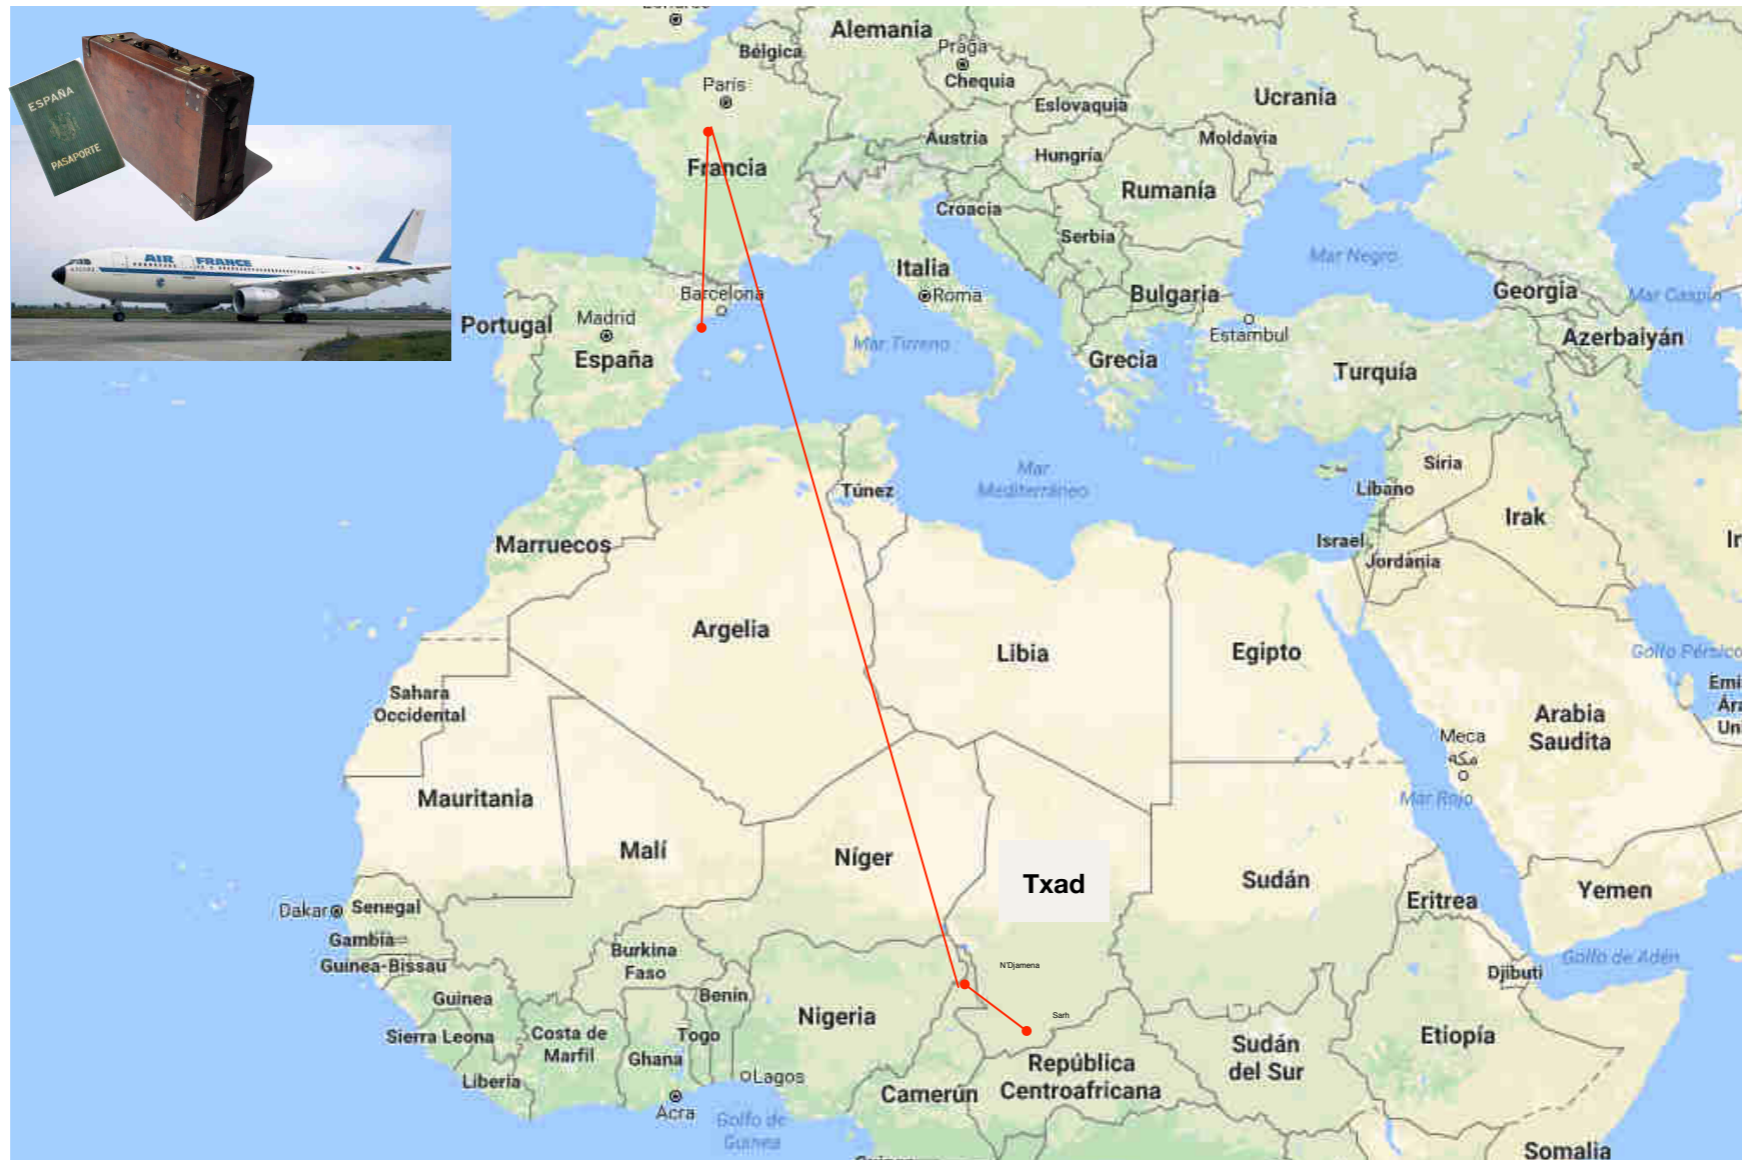 Alemania
Praga
Bélgica
Chequia
París
Ucrania
Eslovaquia
ESPAÑA
PASAPORTE
Austria
Moldavia
Hungría
Francia
Rumanía
Croacia
Serbia
Mar Negro
AIR FRANCE
Italia
Roma
Barcelona
Bulgaria
Georgia
Mar Caspio
Portugal
Madrid
España
Estambul
Azerbaiyán
Mar Tirreno
Grecia
Turquía
Mar
Mediterráneo
Siria
Líbano
Túnez
Irak
Marruecos
Israel
Jordania
Ir
Argelia
Libia
Egipto
Golfo Pérsico
Sahara
Occidental
Emi
Ára
Uni
Arabia
Saudita
Meca
مكة
Mar Rojo
Mauritania
Malí
Níger
Txad
Sudán
Eritrea
Yemen
Dakar
Senegal
Gambia
Guinea-Bissau
Burkina
Faso
N'Djamena
Golfo de Adén
Djibuti
Guinea
Benín
Nigeria
Sarh
Sierra Leona
Costa de
Marfil
Togo
Ghana
Etiopía
Sudán
del Sur
República
Centroafricana
Liberia
Lagos
Camerún
Acra
Golfo de
Guinea
Somalia